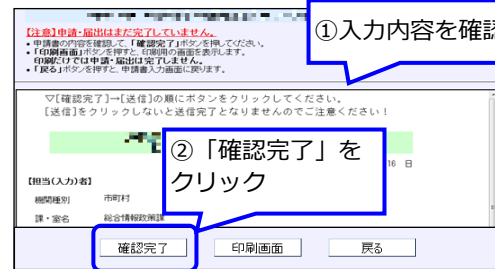 ①入力内容を確認
【注意】申請・届出はまだ完了していません。
・申請書の内容を確認して、「確認完了」ボタンを押してください。
・「印刷画面」ボタンを押すと、印刷用の画面を表示します。
印刷だけでは申請・届出は完了しません。
・「戻る」ボタンを押すと、申請書入力画面に戻ります。
▽[確認完了]→[送信]の順にボタンをクリックしてください。
[送信]をクリックしないと送信完了となりませんのでご注意ください！
②「確認完了」を
クリック
16 日
【担当(入力)者】
機関種別 市町村
課・室名 総合情報政策課
確認完了 印刷画面 戻る